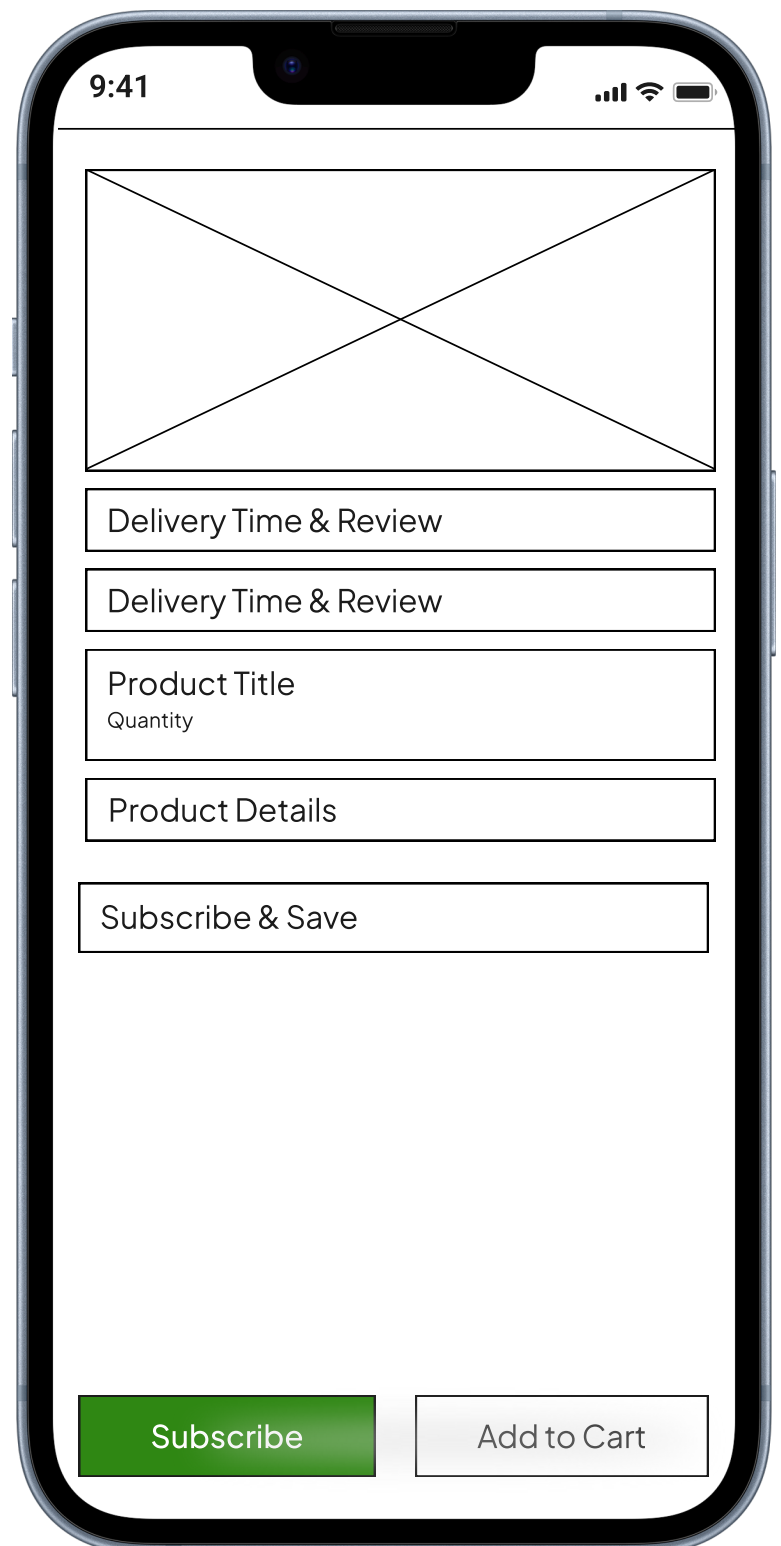 9:41
Delivery Time & Review
Delivery Time & Review
Product Title
Quantity
Product Details
Subscribe & Save
Subscribe
Add to Cart